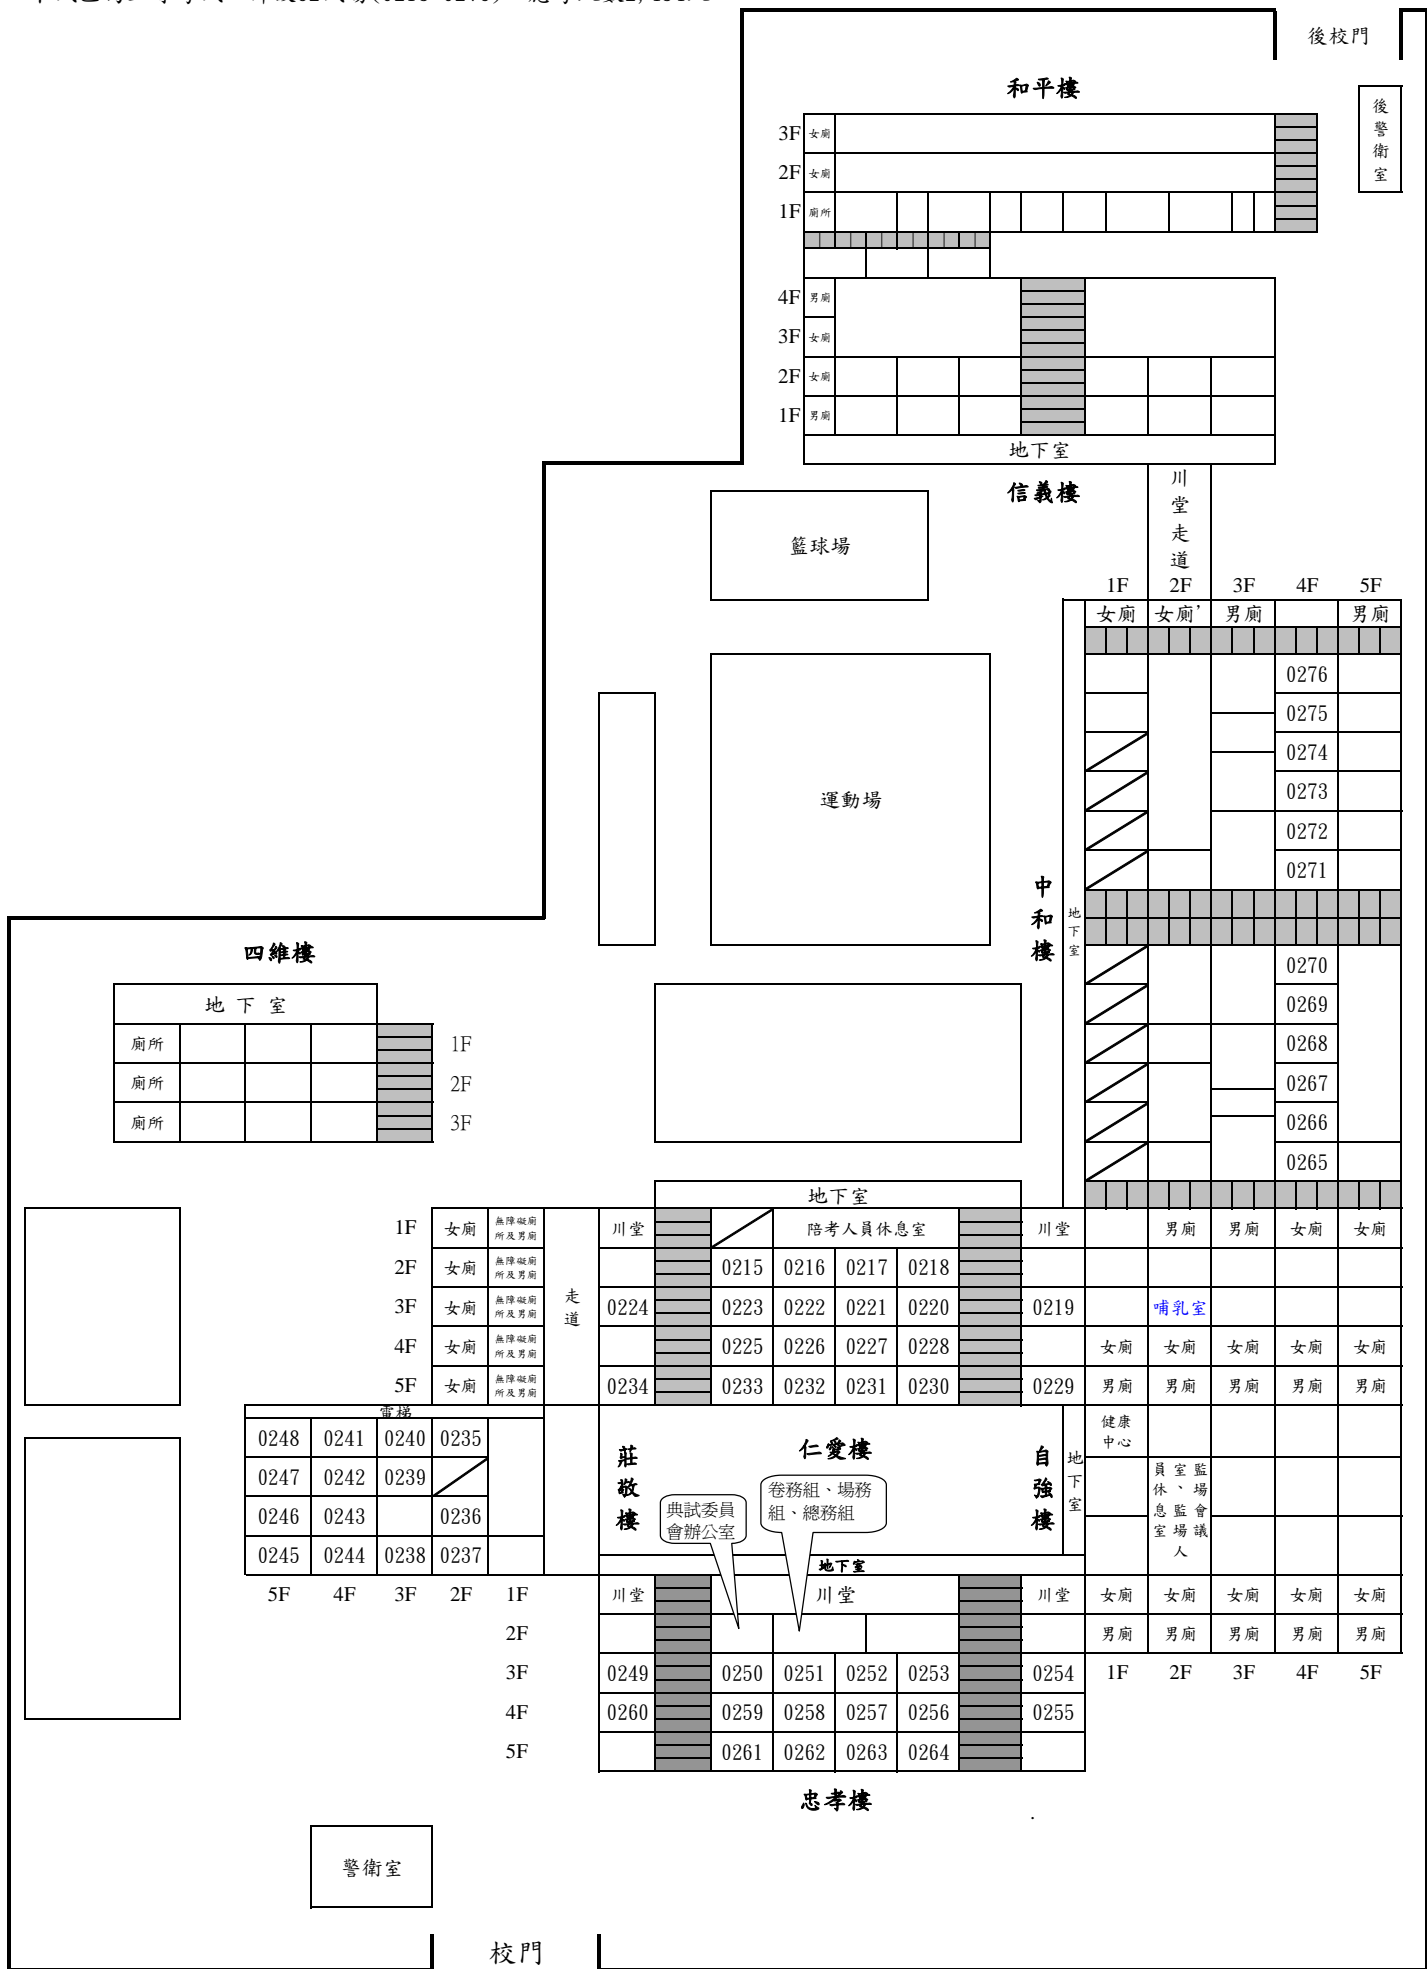 後校門
和平樓
後警衛室
3F 女廁
2F 女廁
1F 廁所
4F 男廁
3F 女廁
2F 女廁
1F 男廁
地下室
信義樓
川堂走道
籃球場
1F 2F 3F 4F 5F
女廁 女廁' 男廁 男廁
0276
0275
0274
運動場
0273
0272
0271
中和樓
地下室
四維樓
0270
地下室
0269
廁所 1F
0268
廁所 2F
0267
廁所 3F
0266
0265
地下室
1F 女廁 無障礙廁所及男廁 川堂 陪考人員休息室 川堂 男廁 男廁 女廁 女廁
2F 女廁 無障礙廁所及男廁 0215 0216 0217 0218
走道
3F 女廁 無障礙廁所及男廁 0224 0223 0222 0221 0220 0219 哺乳室
4F 女廁 無障礙廁所及男廁 0225 0226 0227 0228 女廁 女廁 女廁 女廁 女廁
5F 女廁 無障礙廁所及男廁 0234 0233 0232 0231 0230 0229 男廁 男廁 男廁 男廁 男廁
電梯
0248 0241 0240 0235
0247 0242 0239
0246 0243 0236
0245 0244 0238 0237
5F 4F 3F 2F 1F
莊敬樓
仁愛樓
自強樓
地下室
健康中心
監場會議室、監場人員休息室
典試委員會辦公室
卷務組、場務組、總務組
地下室
川堂 川堂 川堂 女廁 女廁 女廁 女廁 女廁
2F 男廁 男廁 男廁 男廁 男廁
3F 0249 0250 0251 0252 0253 0254 1F 2F 3F 4F 5F
4F 0260 0259 0258 0257 0256 0255
5F 0261 0262 0263 0264
忠孝樓
.
警衛室
校門